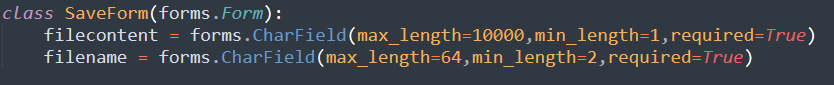 class SaveForm(forms.Form):
    filecontent = forms.CharField(max_length=10000,min_length=1,required=True)
    filename = forms.CharField(max_length=64,min_length=2,required=True)